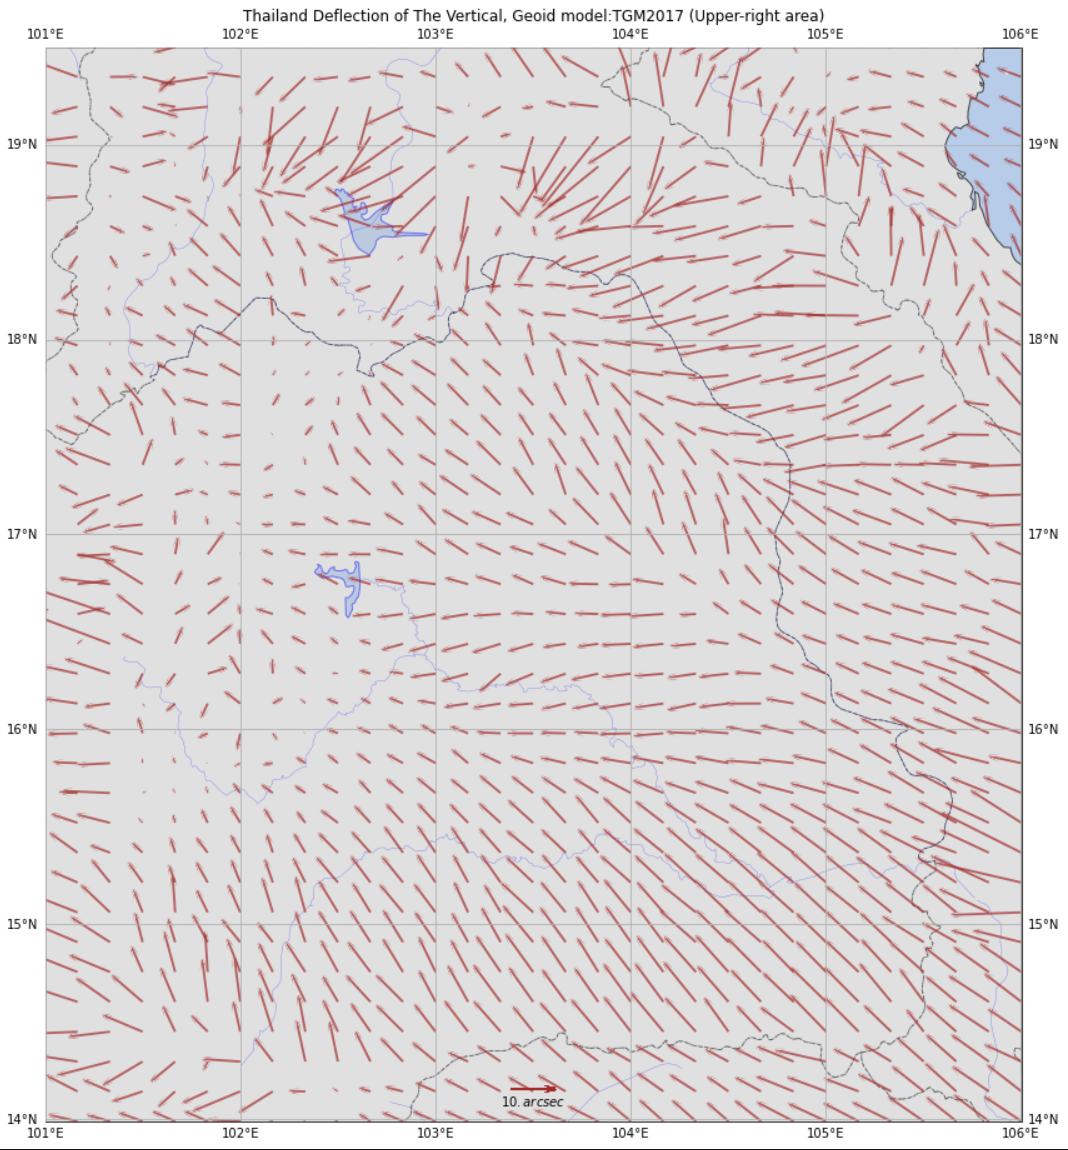 Thailand Deflection of The Vertical, Geoid model:TGM2017 (Upper-right area)
101°E 102°E 103°E 104°E 105°E 106°E
19°N 19°N
18°N 18°N
17°N 17°N
16°N 16°N
15°N 15°N
10. arcsec
14°N 14°N
101°E 102°E 103°E 104°E 105°E 106°E